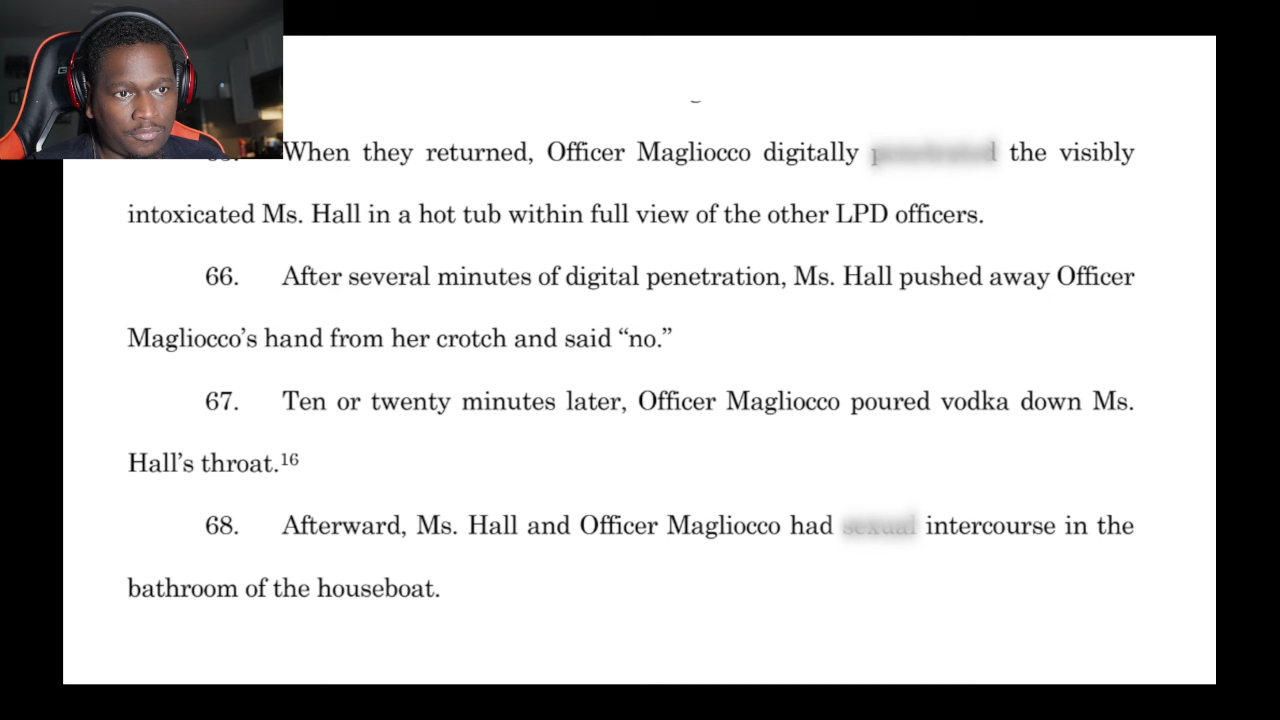 When they returned, Officer Magliocco digitally the visibly
intoxicated Ms. Hall in a hot tub within full view of the other LPD officers.
66. After several minutes of digital penetration, Ms. Hall pushed away Officer
Magliocco’s hand from her crotch and said “no.”
67. Ten or twenty minutes later, Officer Magliocco poured vodka down Ms.
Hall’s throat.16
68. Afterward, Ms. Hall and Officer Magliocco had sexual intercourse in the
bathroom of the houseboat.